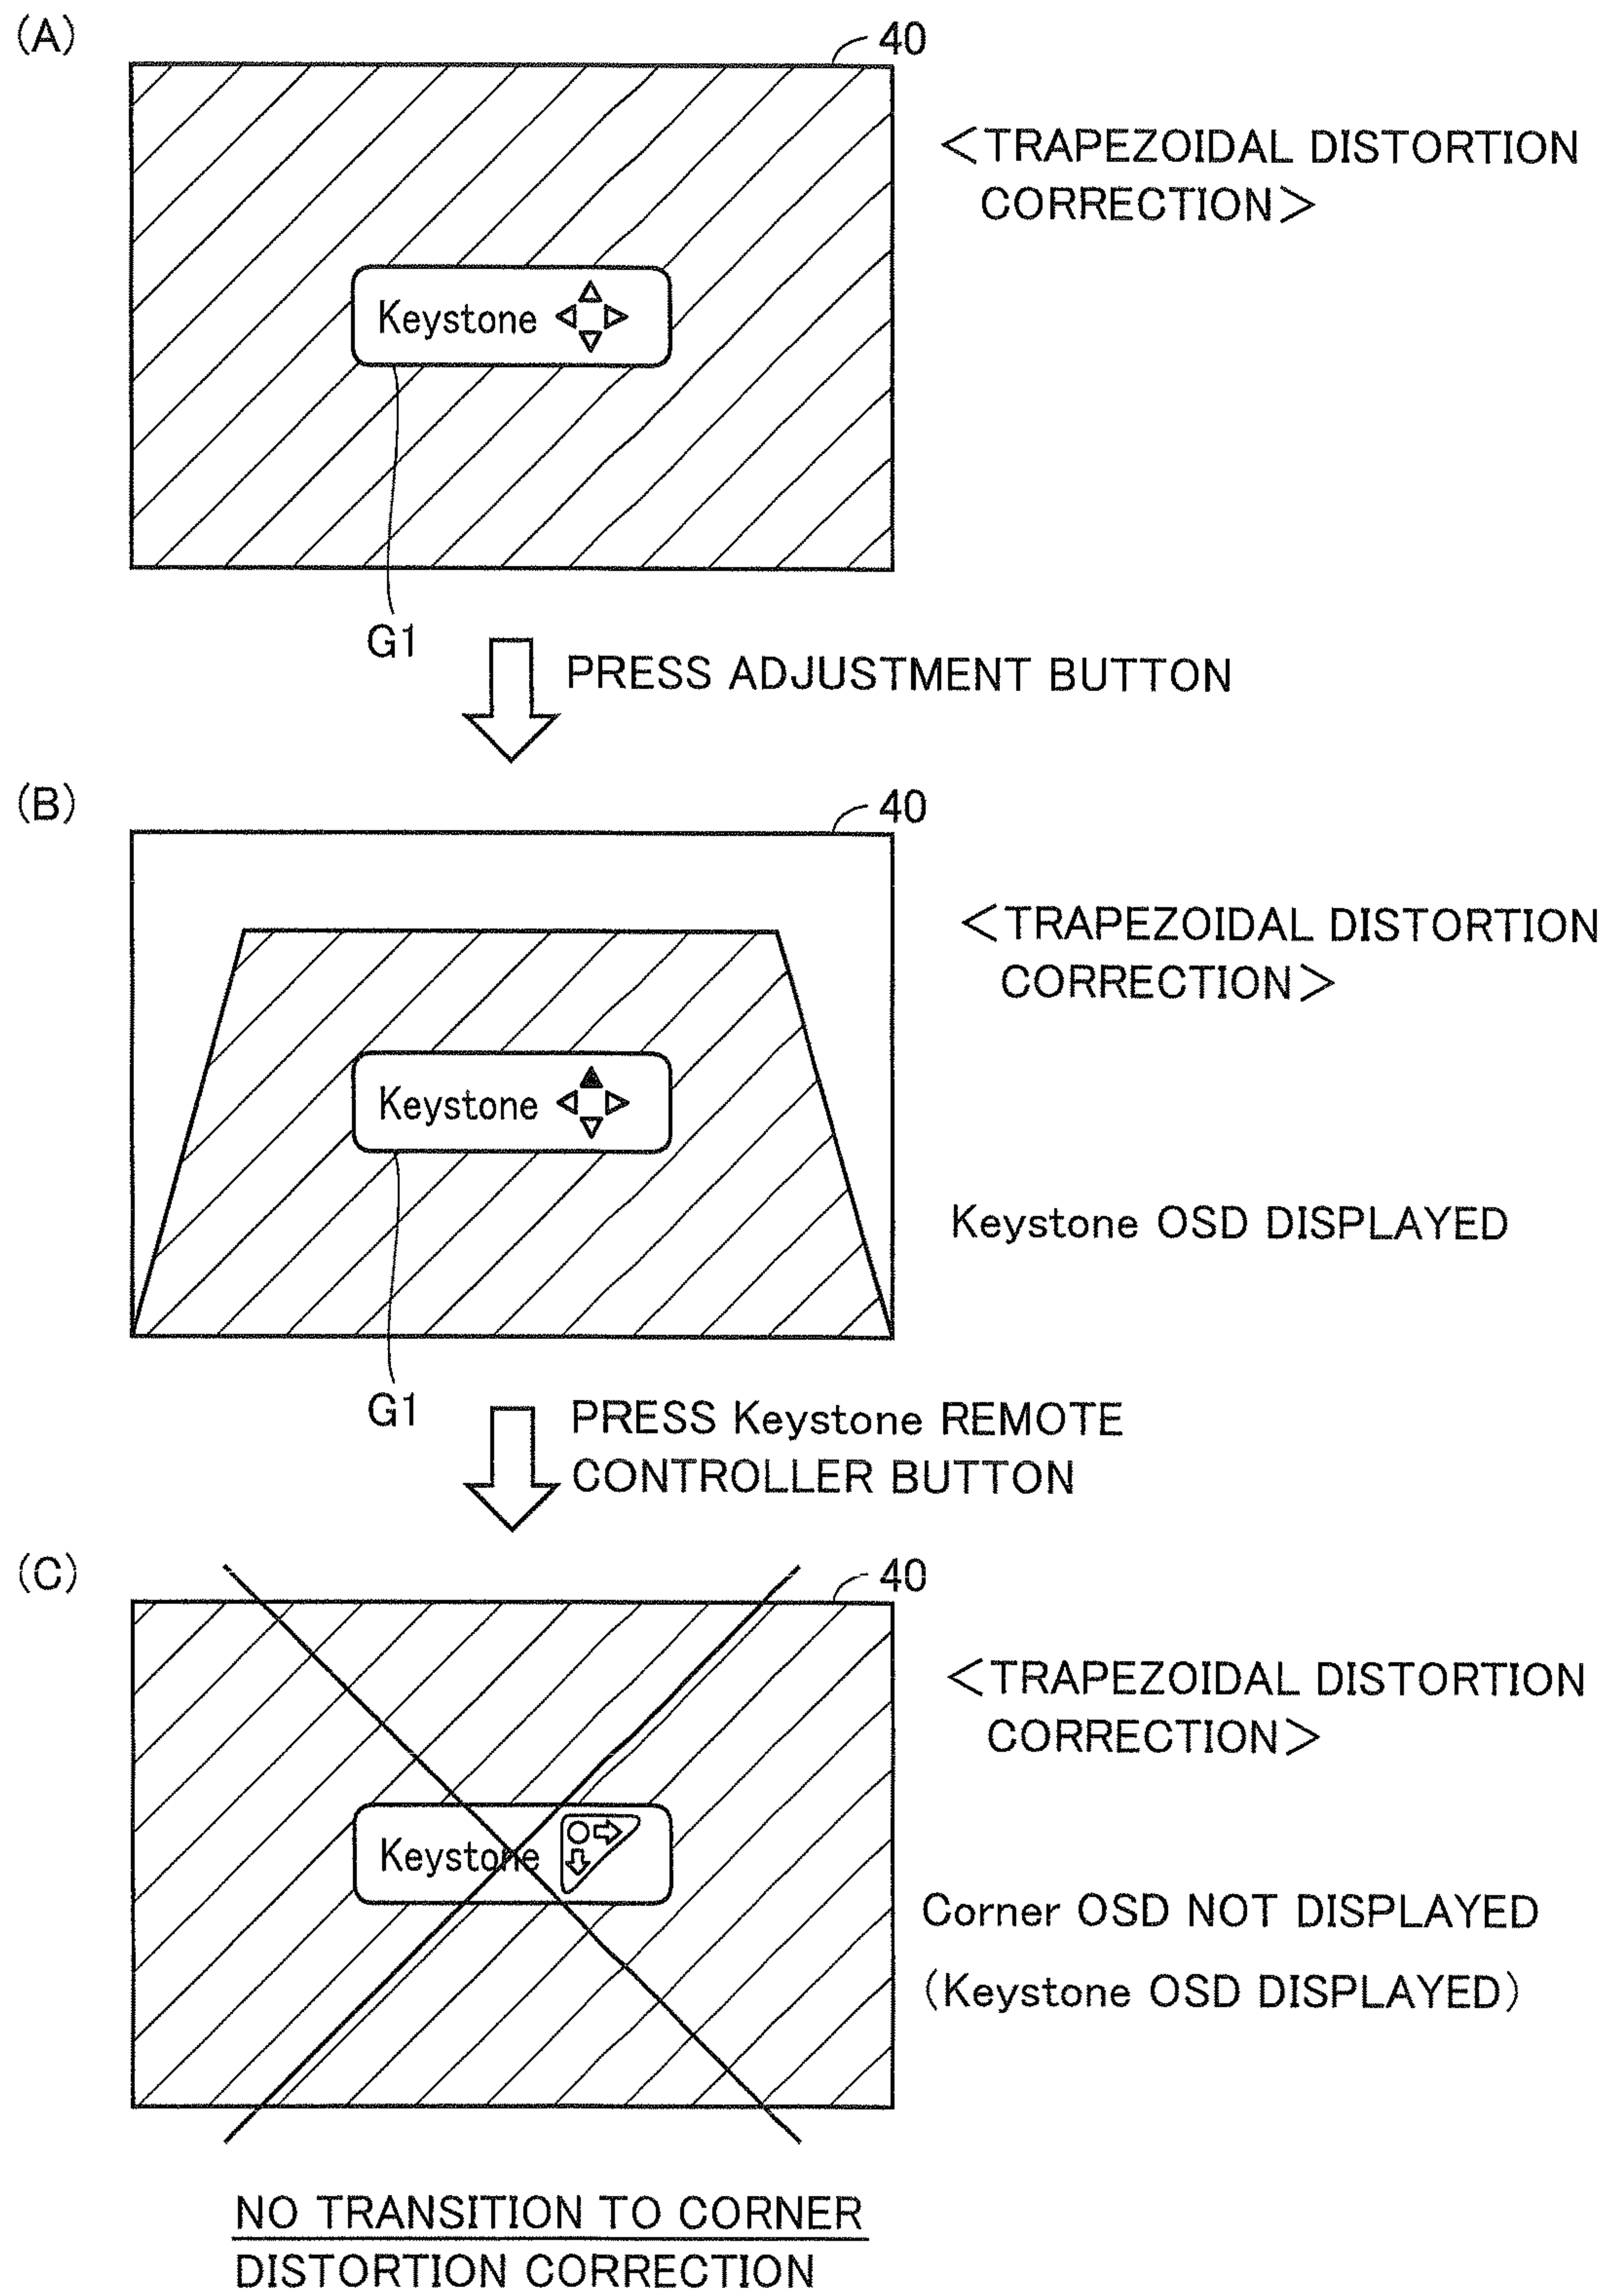 (A)
40
<TRAPEZOIDAL DISTORTION
CORRECTION>
Keystone
G1
PRESS ADJUSTMENT BUTTON
(B)
40
<TRAPEZOIDAL DISTORTION
CORRECTION>
Keystone
Keystone OSD DISPLAYED
G1
PRESS Keystone REMOTE
CONTROLLER BUTTON
(C)
40
<TRAPEZOIDAL DISTORTION
CORRECTION>
Keystone
Corner OSD NOT DISPLAYED
(Keystone OSD DISPLAYED)
NO TRANSITION TO CORNER
DISTORTION CORRECTION